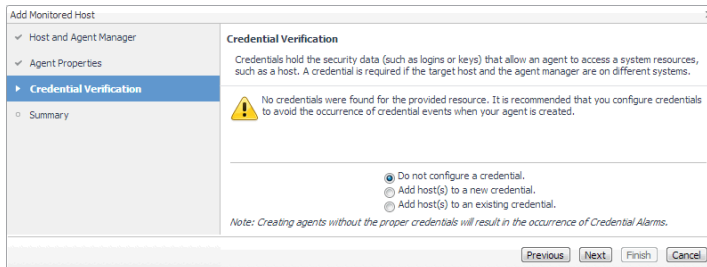 Add Monitored Host
Host and Agent Manager
Agent Properties
Credential Verification
Summary
Credential Verification
Credentials hold the security data (such as logins or keys) that allow an agent to access a system resources,
such as a host. A credential is required if the target host and the agent manager are on different systems.
No credentials were found for the provided resource. It is recommended that you configure credentials
to avoid the occurrence of credential events when your agent is created.
Do not configure a credential.
Add host(s) to a new credential.
Add host(s) to an existing credential.
Note: Creating agents without the proper credentials will result in the occurrence of Credential Alarms.
Previous Next Finish Cancel